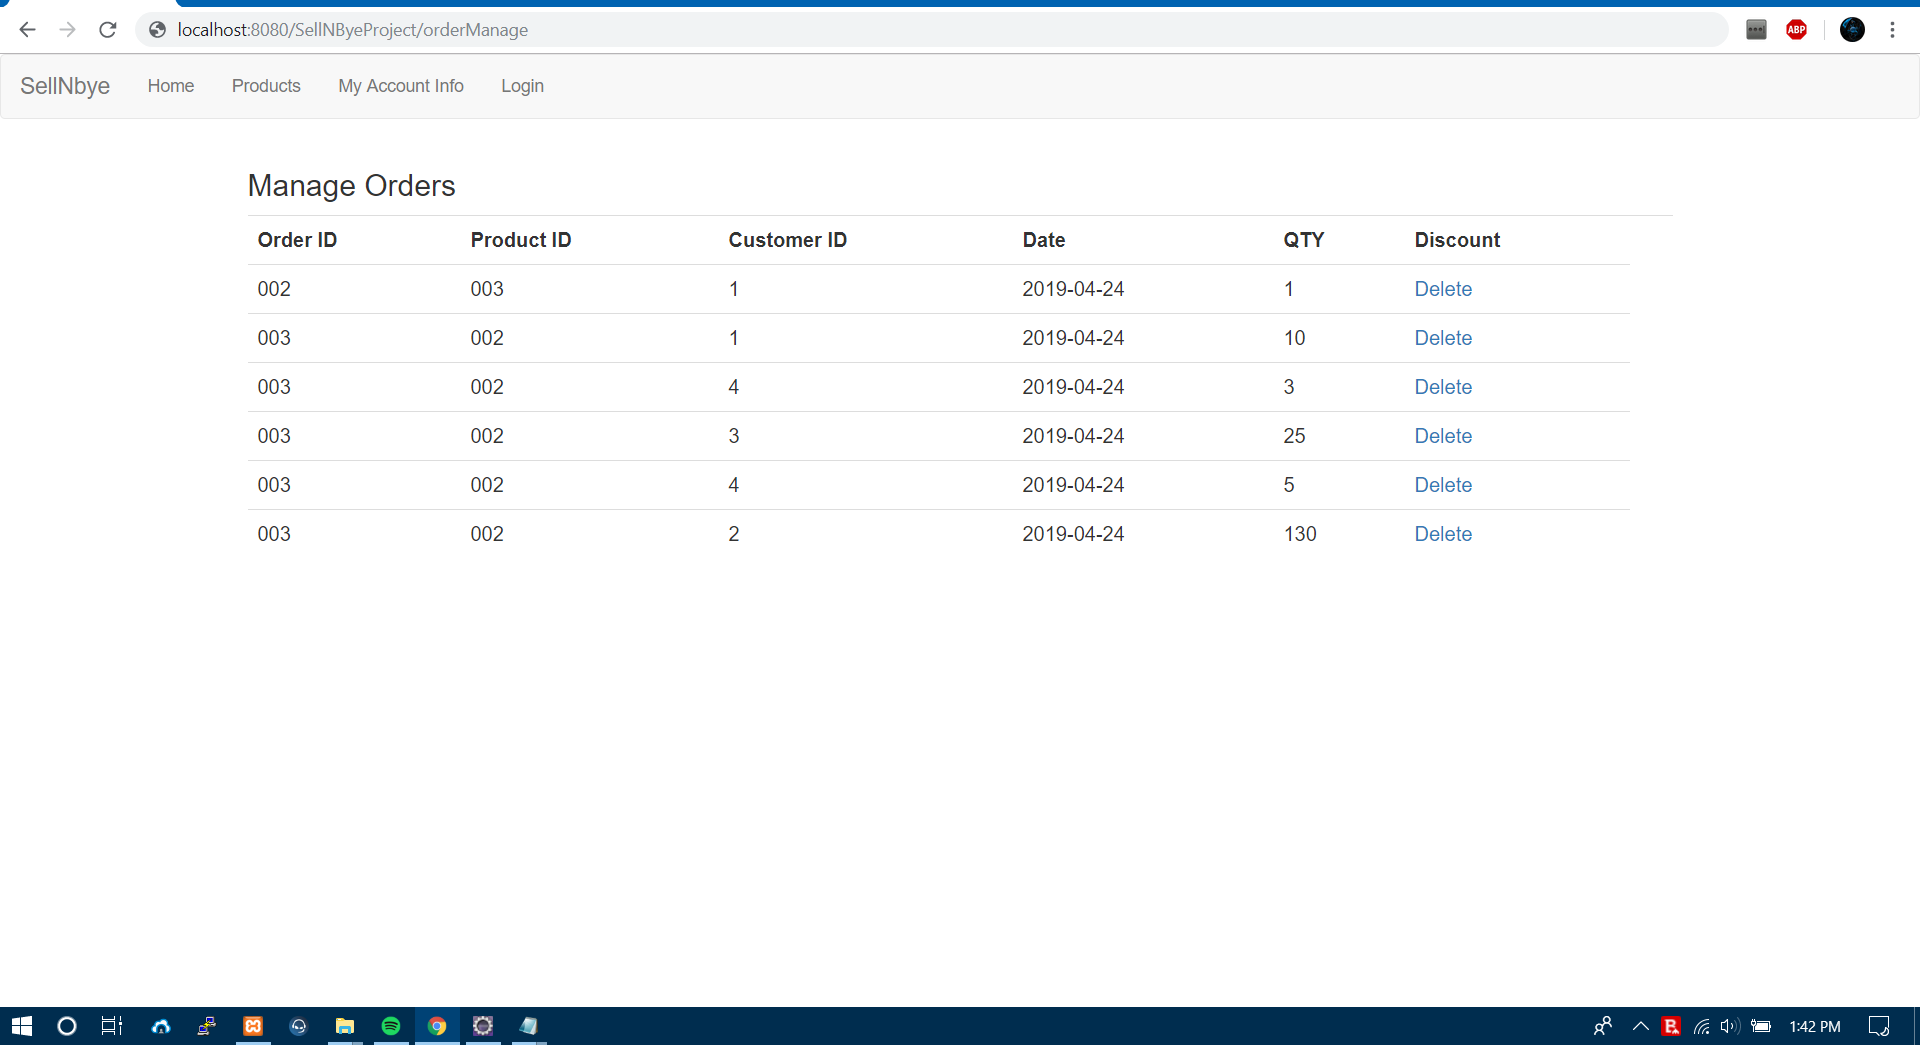 localhost:8080/SellNByeProject/orderManage
ABP
SellNbye Home Products My Account Info Login
Manage Orders
Order ID Product ID Customer ID Date QTY Discount
002 003 1 2019-04-24 1 Delete
003 002 1 2019-04-24 10 Delete
003 002 4 2019-04-24 3 Delete
003 002 3 2019-04-24 25 Delete
003 002 4 2019-04-24 5 Delete
003 002 2 2019-04-24 130 Delete
1:42 PM